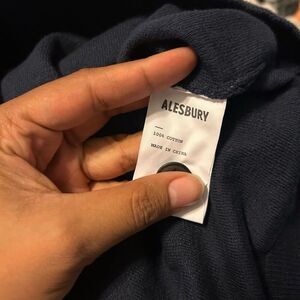 ALESBURY
—
100% COTTON
MADE IN CHINA